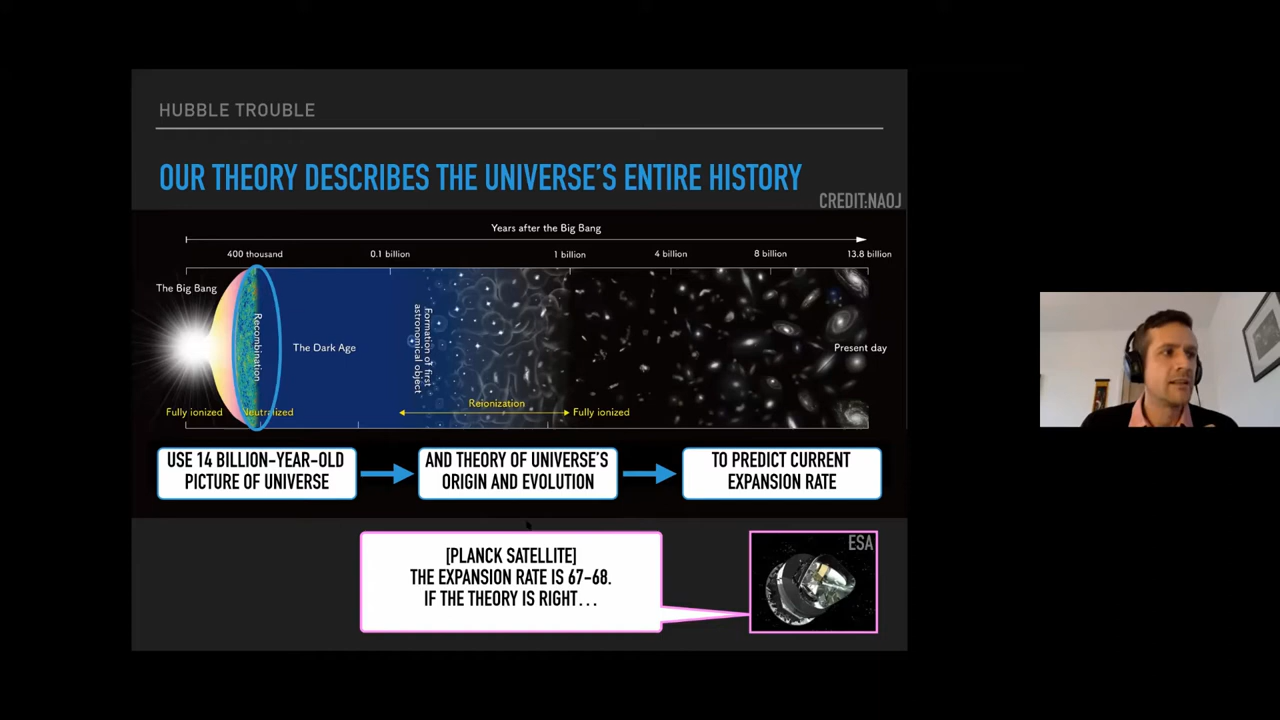 HUBBLE TROUBLE
OUR THEORY DESCRIBES THE UNIVERSE'S ENTIRE HISTORY
CREDIT:NAOJ
Years after the Big Bang
400 thousand
0.1 billion
1 billion
4 billion
8 billion
13.8 billion
The Big Bang
Recombination
The Dark Age
Formation of first
astronomical object
Present day
Fully ionized
Neutralized
Reionization
Fully ionized
USE 14 BILLION-YEAR-OLD
PICTURE OF UNIVERSE
AND THEORY OF UNIVERSE'S
ORIGIN AND EVOLUTION
TO PREDICT CURRENT
EXPANSION RATE
[PLANCK SATELLITE]
THE EXPANSION RATE IS 67-68.
IF THE THEORY IS RIGHT...
ESA